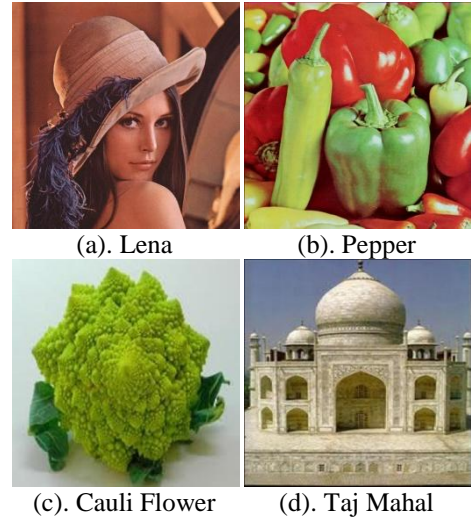 (a). Lena
(b). Pepper
(c). Cauli Flower
(d). Taj Mahal